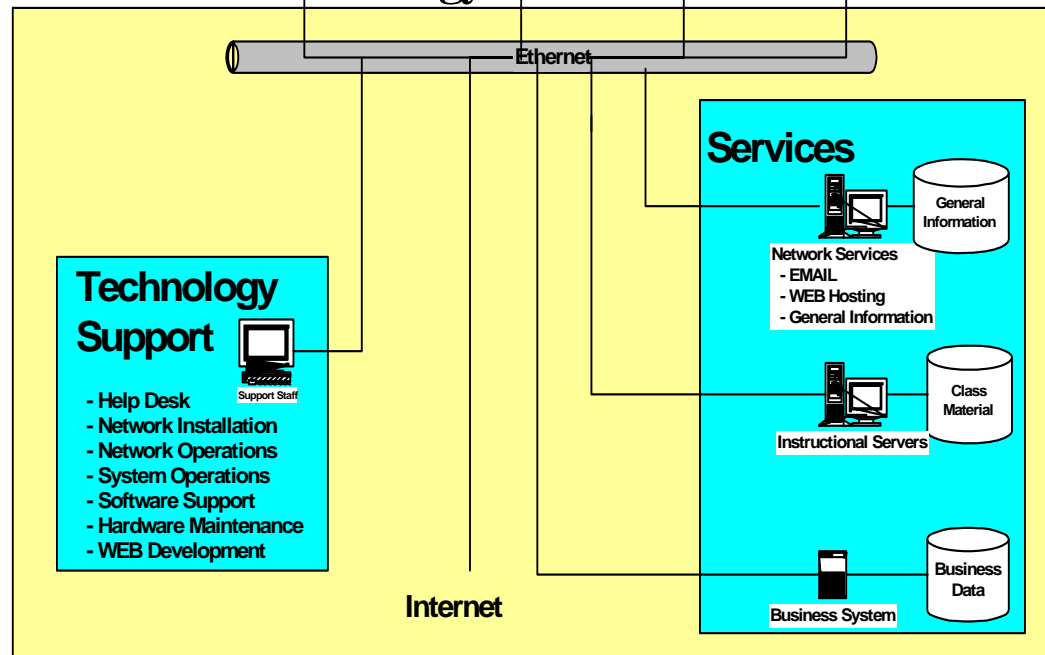 Ethernet
Services
General
Information
Network Services
- EMAIL
- WEB Hosting
- General Information
Technology
Support
Support Staff
- Help Desk
- Network Installation
- Network Operations
- System Operations
- Software Support
- Hardware Maintenance
- WEB Development
Class
Material
Instructional Servers
Internet
Business
Data
Business System